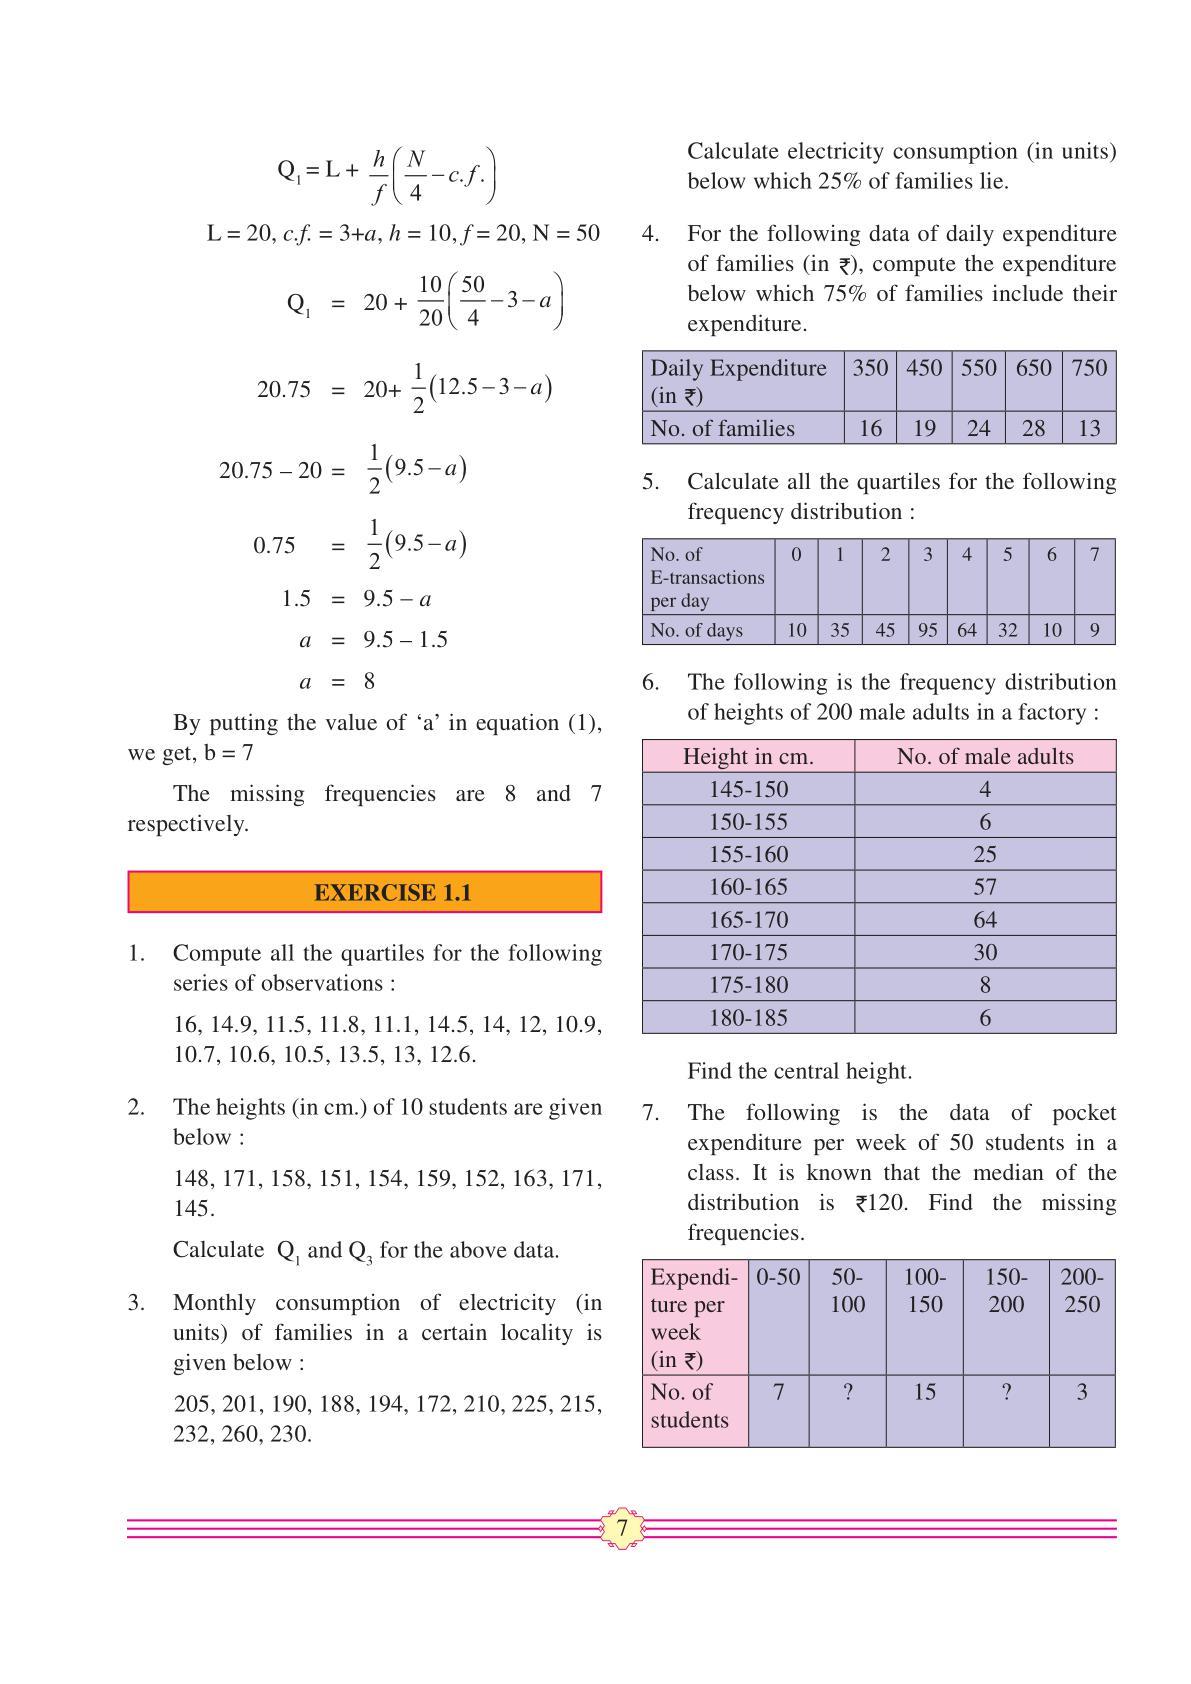 Q1 = L + h/f (N/4 – c.f.)
L = 20, c.f. = 3+a, h = 10, f = 20, N = 50
Q1 = 20 + 10/20 (50/4 – 3 – a)
20.75 = 20+ 1/2 (12.5 – 3 – a)
20.75 – 20 = 1/2 (9.5 – a)
0.75 = 1/2 (9.5 – a)
1.5 = 9.5 – a
a = 9.5 – 1.5
a = 8
By putting the value of ‘a’ in equation (1),
we get, b = 7
The missing frequencies are 8 and 7
respectively.
EXERCISE 1.1
1. Compute all the quartiles for the following
series of observations :
16, 14.9, 11.5, 11.8, 11.1, 14.5, 14, 12, 10.9,
10.7, 10.6, 10.5, 13.5, 13, 12.6.
2. The heights (in cm.) of 10 students are given
below :
148, 171, 158, 151, 154, 159, 152, 163, 171,
145.
Calculate Q1 and Q3 for the above data.
3. Monthly consumption of electricity (in
units) of families in a certain locality is
given below :
205, 201, 190, 188, 194, 172, 210, 225, 215,
232, 260, 230.
Calculate electricity consumption (in units)
below which 25% of families lie.
4. For the following data of daily expenditure
of families (in ₹), compute the expenditure
below which 75% of families include their
expenditure.
Daily Expenditure 350 450 550 650 750
(in ₹)
No. of families 16 19 24 28 13
5. Calculate all the quartiles for the following
frequency distribution :
No. of 0 1 2 3 4 5 6 7
E-transactions
per day
No. of days 10 35 45 95 64 32 10 9
6. The following is the frequency distribution
of heights of 200 male adults in a factory :
Height in cm. No. of male adults
145-150 4
150-155 6
155-160 25
160-165 57
165-170 64
170-175 30
175-180 8
180-185 6
Find the central height.
7. The following is the data of pocket
expenditure per week of 50 students in a
class. It is known that the median of the
distribution is ₹120. Find the missing
frequencies.
Expendi- 0-50 50- 100- 150- 200-
ture per 100 150 200 250
week
(in ₹)
No. of 7 ? 15 ? 3
students
7